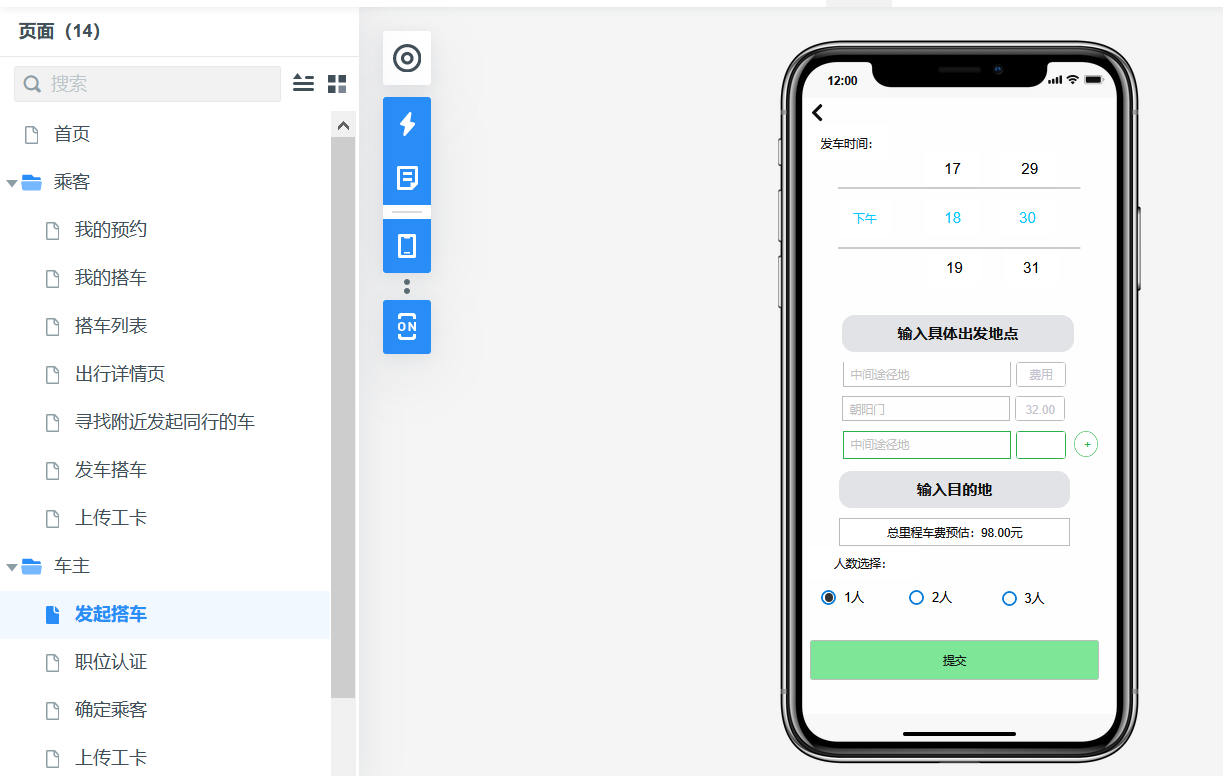 页面（14）
搜索
首页
乘客
我的预约
我的搭车
搭车列表
出行详情页
寻找附近发起同行的车
发车搭车
上传工卡
车主
发起搭车
职位认证
确定乘客
上传工卡
ON
12:00
发车时间：
17 29
下午 18 30
19 31
输入具体出发地点
中间途径地 费用
朝阳门 32.00
中间途径地 +
输入目的地
总里程车费预估：98.00元
人数选择：
1人 2人 3人
提交